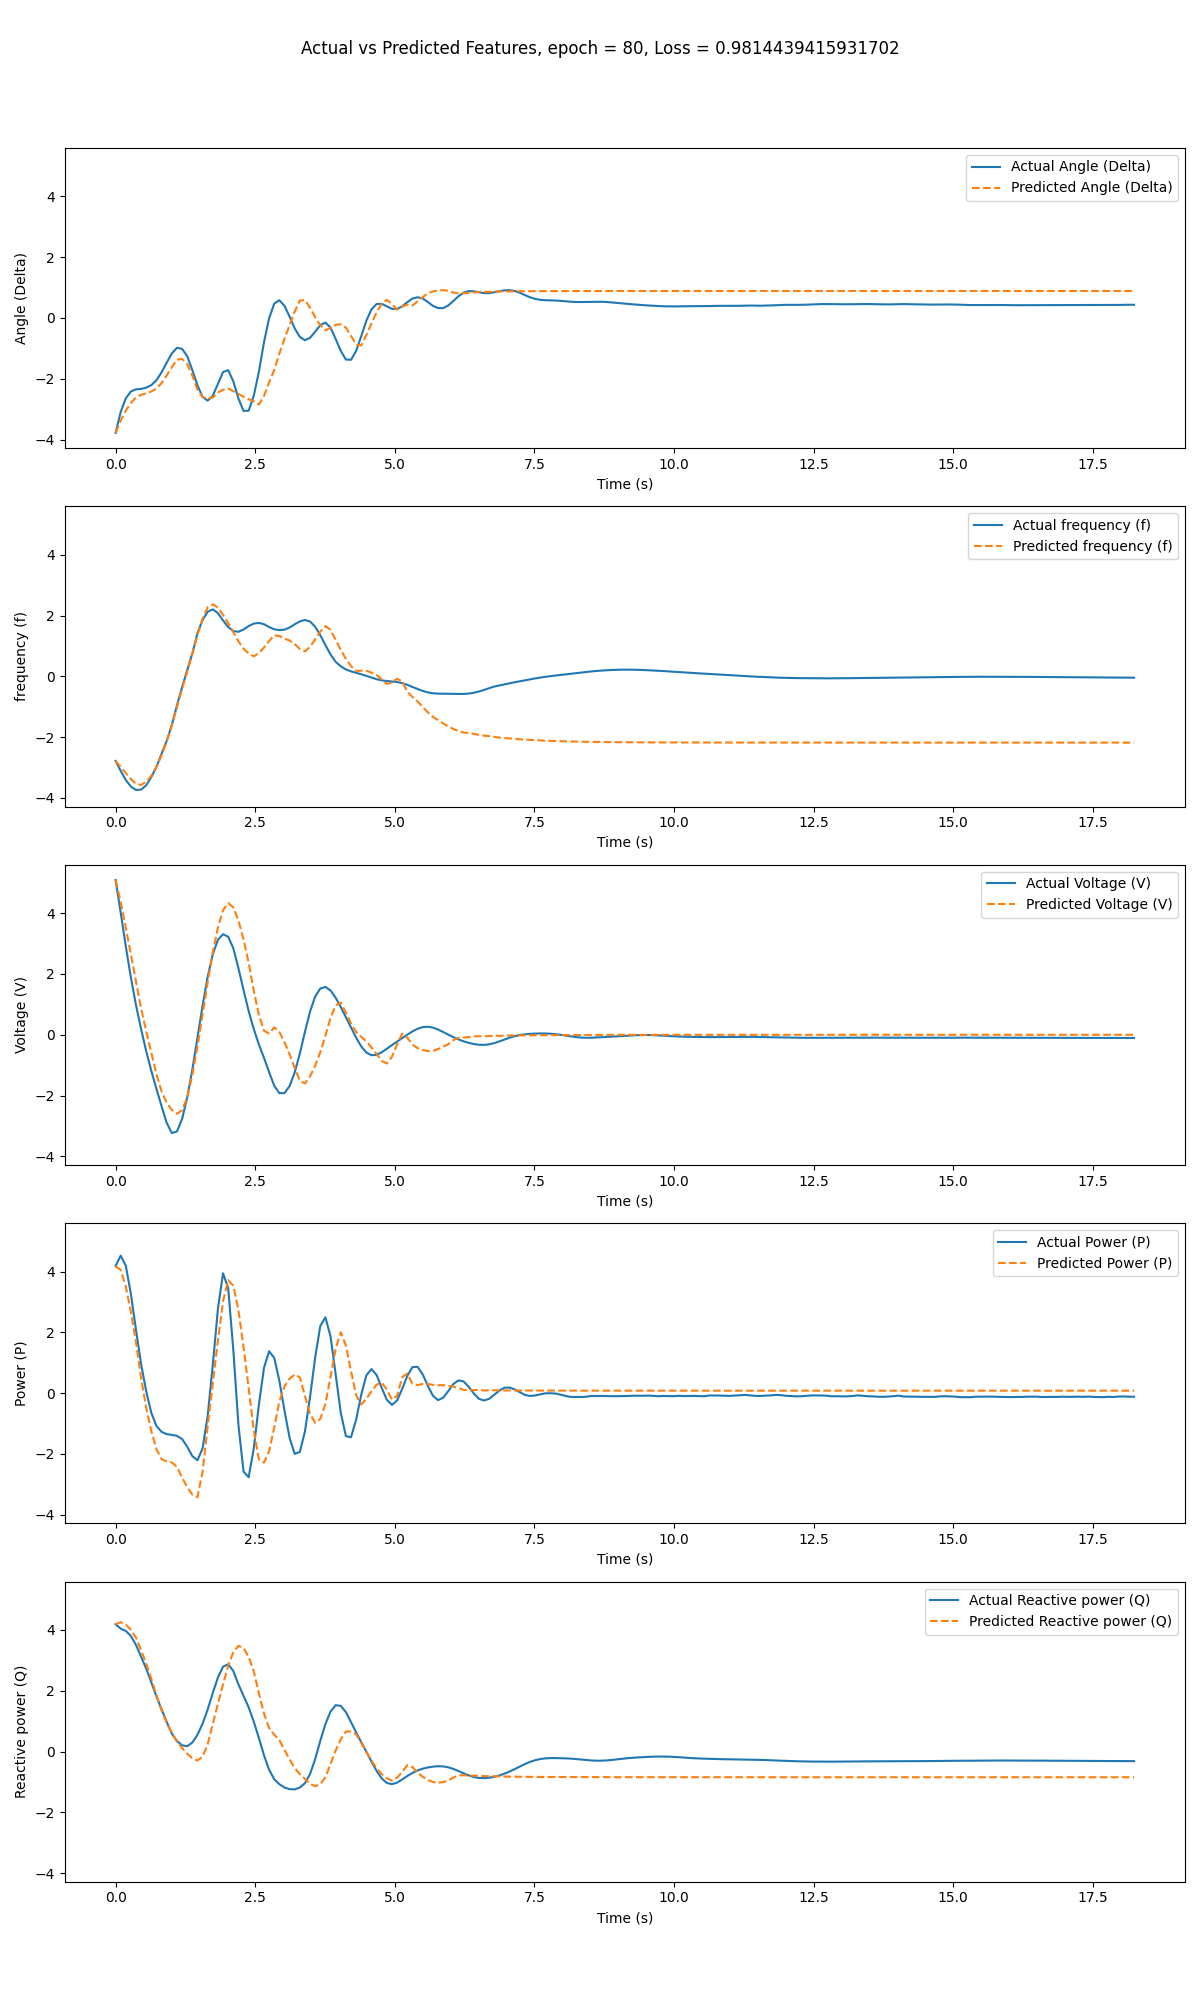 Actual vs Predicted Features, epoch = 80, Loss = 0.9814439415931702
Actual Angle (Delta)
Predicted Angle (Delta)
Angle (Delta)
4
2
0
−2
−4
0.0 2.5 5.0 7.5 10.0 12.5 15.0 17.5
Time (s)
Actual frequency (f)
Predicted frequency (f)
frequency (f)
4
2
0
−2
−4
0.0 2.5 5.0 7.5 10.0 12.5 15.0 17.5
Time (s)
Actual Voltage (V)
Predicted Voltage (V)
Voltage (V)
4
2
0
−2
−4
0.0 2.5 5.0 7.5 10.0 12.5 15.0 17.5
Time (s)
Actual Power (P)
Predicted Power (P)
Power (P)
4
2
0
−2
−4
0.0 2.5 5.0 7.5 10.0 12.5 15.0 17.5
Time (s)
Actual Reactive power (Q)
Predicted Reactive power (Q)
Reactive power (Q)
4
2
0
−2
−4
0.0 2.5 5.0 7.5 10.0 12.5 15.0 17.5
Time (s)